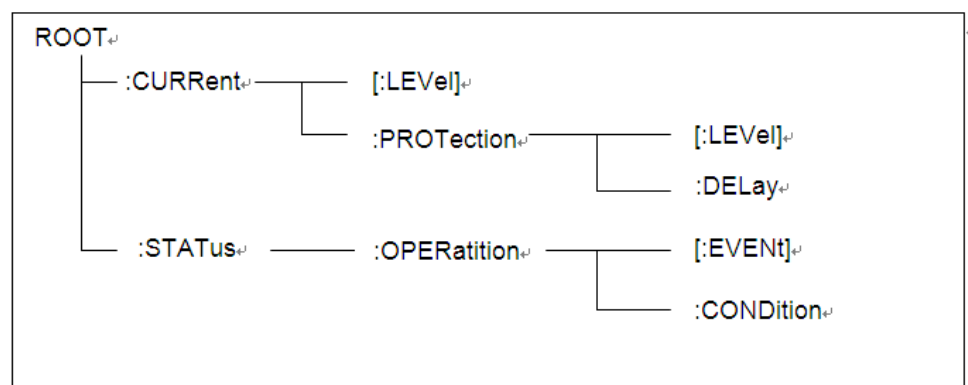 ROOT
:CURRent [:LEVel]
:PROTection [:LEVel]
:DELay
:STATus :OPERatition [:EVENt]
:CONDition